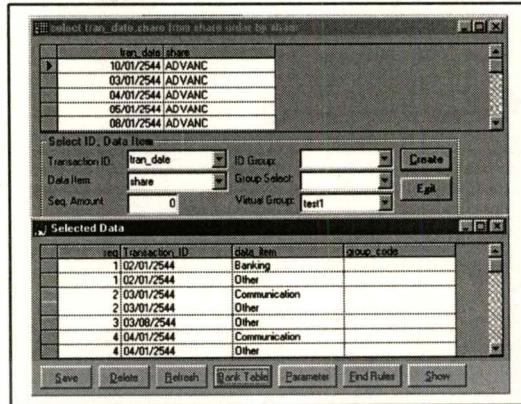 select tran_date,share from share order by share
tran_date share
10/01/2544 ADVANC
03/01/2544 ADVANC
04/01/2544 ADVANC
05/01/2544 ADVANC
08/01/2544 ADVANC
Select ID, Data Item
Transaction ID: tran_date ID Group: Create
Data Item: share Group Select: Exit
Seq. Amount 0 Virtual Group: test1
Selected Data
seq Transaction_ID data_item group_code
1 02/01/2544 Banking
1 02/01/2544 Other
2 03/01/2544 Communication
2 03/01/2544 Other
3 03/08/2544 Other
4 04/01/2544 Communication
4 04/01/2544 Other
Save Delete Refresh Bank Table Parameter Find Rules Show